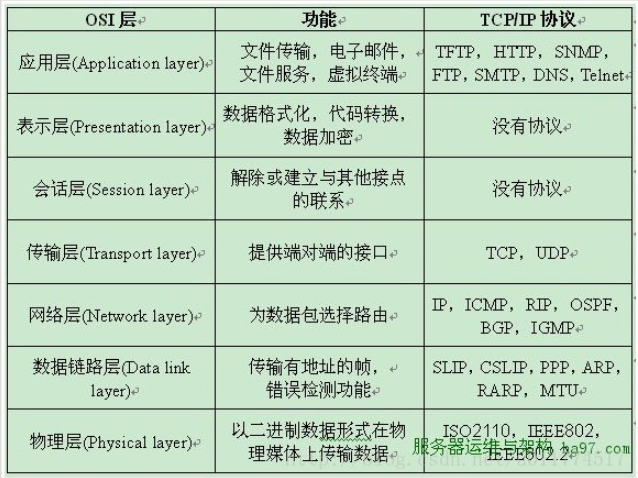 OSI 层 功能 TCP/IP 协议
应用层(Application layer) 文件传输，电子邮件，文件服务，虚拟终端 TFTP，HTTP，SNMP，FTP，SMTP，DNS，Telnet
表示层(Presentation layer) 数据格式化，代码转换，数据加密 没有协议
会话层(Session layer) 解除或建立与其他接点的联系 没有协议
传输层(Transport layer) 提供端对端的接口 TCP，UDP
网络层(Network layer) 为数据包选择路由 IP，ICMP，RIP，OSPF，BGP，IGMP
数据链路层(Data link layer) 传输有地址的帧，错误检测功能 SLIP，CSLIP，PPP，ARP，RARP，MTU
物理层(Physical layer) 以二进制数据形式在物理媒体上传输数据 ISO2110，IEEE802，IEEE602.2
服务器运维与架构 ha97.com